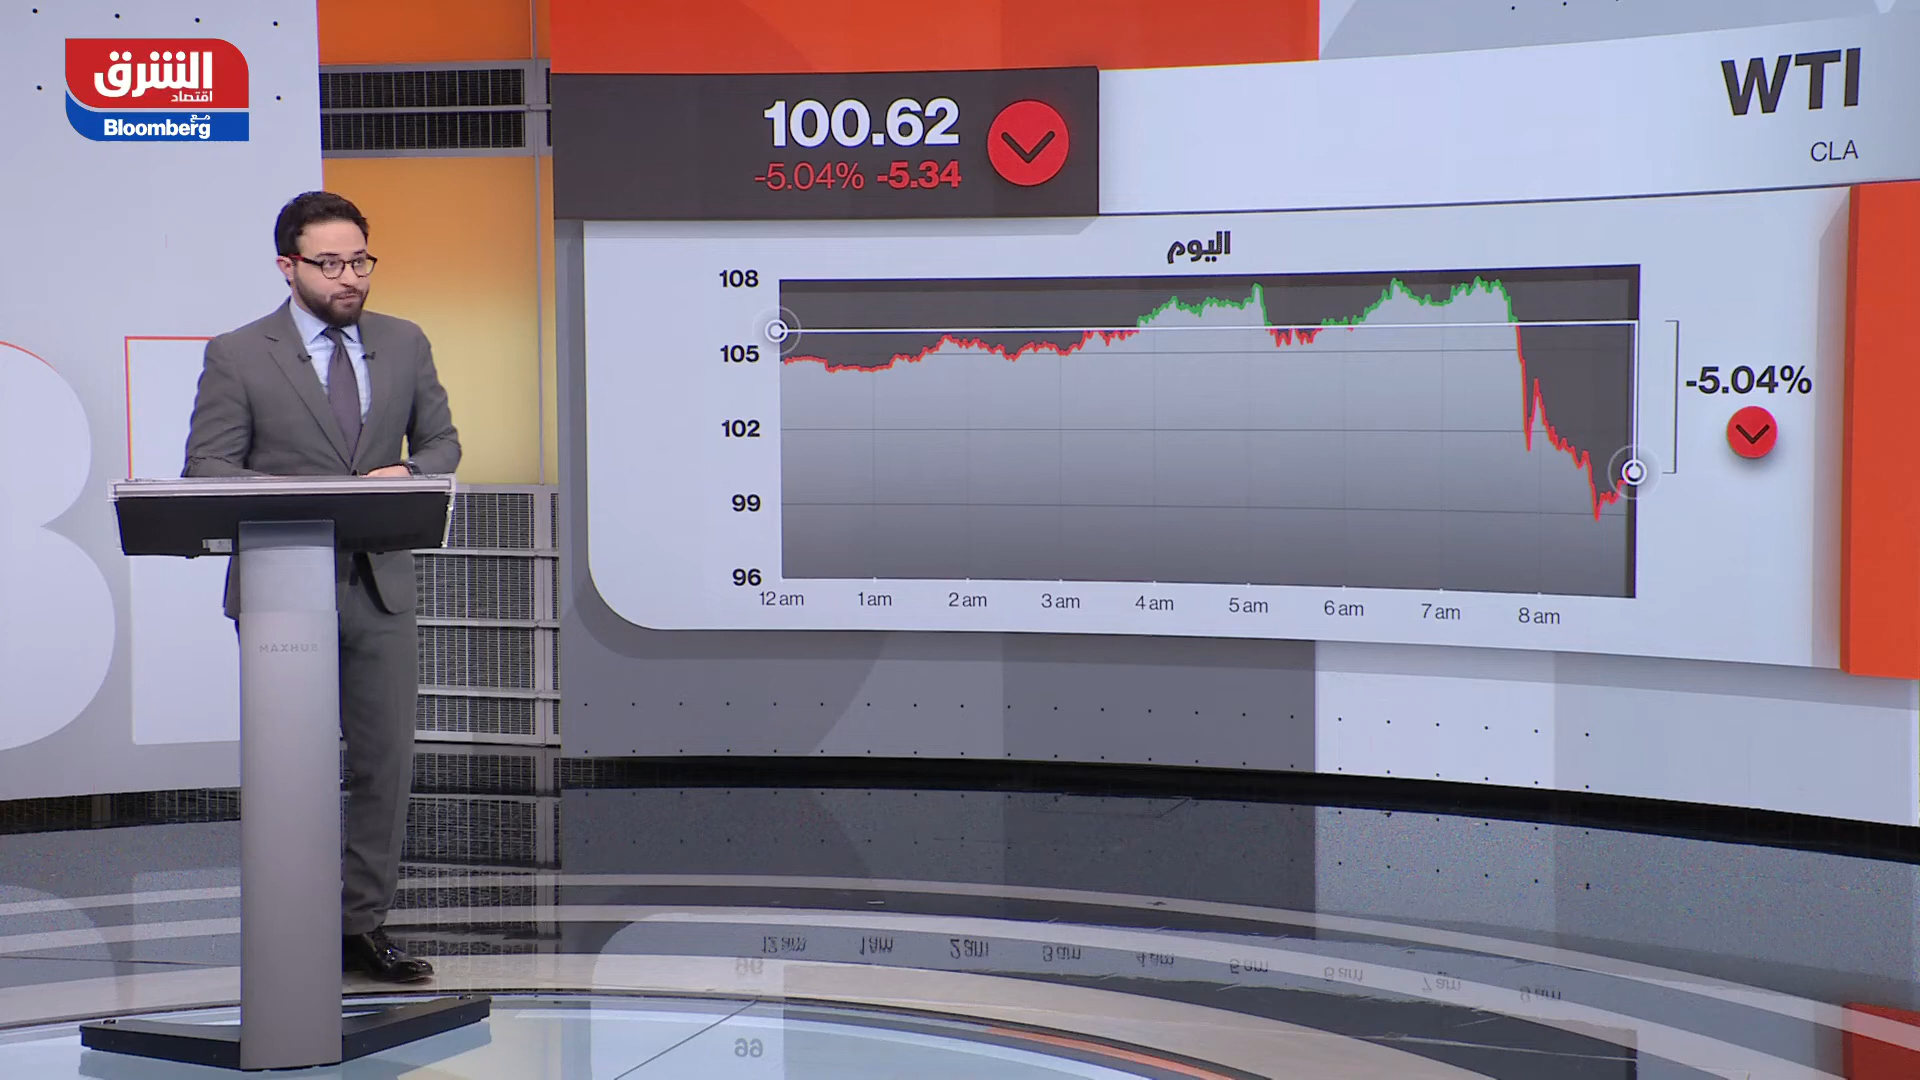 الشرق
اقتصاد
مع
Bloomberg
WTI
CLA
100.62
-5.04% -5.34
اليوم
108
105
102
99
96
12 am 1 am 2 am 3 am 4 am 5 am 6 am 7 am 8 am
-5.04%
MAXHUB